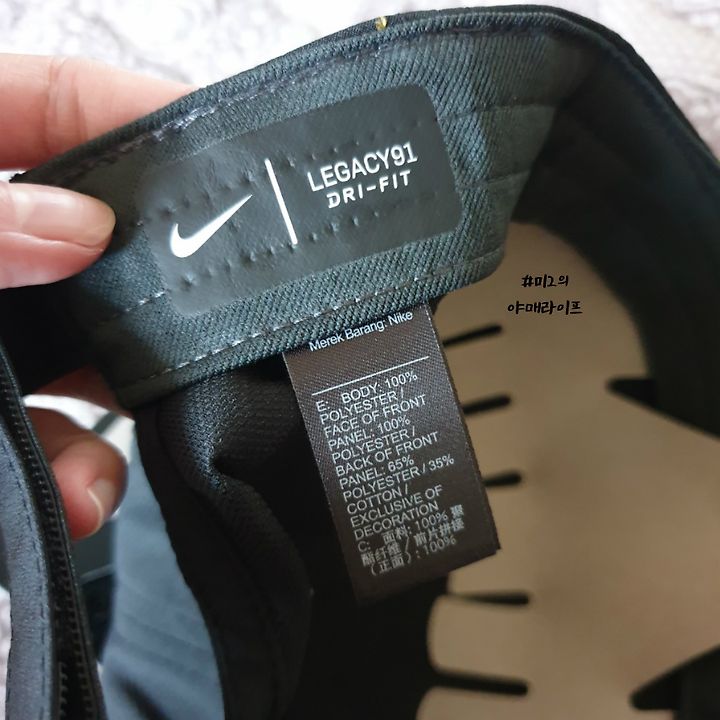 LEGACY91
DRI-FIT
#미2의
야매라이프
Merek Barang: Nike
E: BODY: 100%
POLYESTER /
FACE OF FRONT
PANEL: 100%
POLYESTER /
BACK OF FRONT
PANEL: 65%
POLYESTER / 35%
COTTON /
EXCLUSIVE OF
DECORATION
C: 面料: 100% 聚
酯纤维 / 前片拼接
(正面): 100%